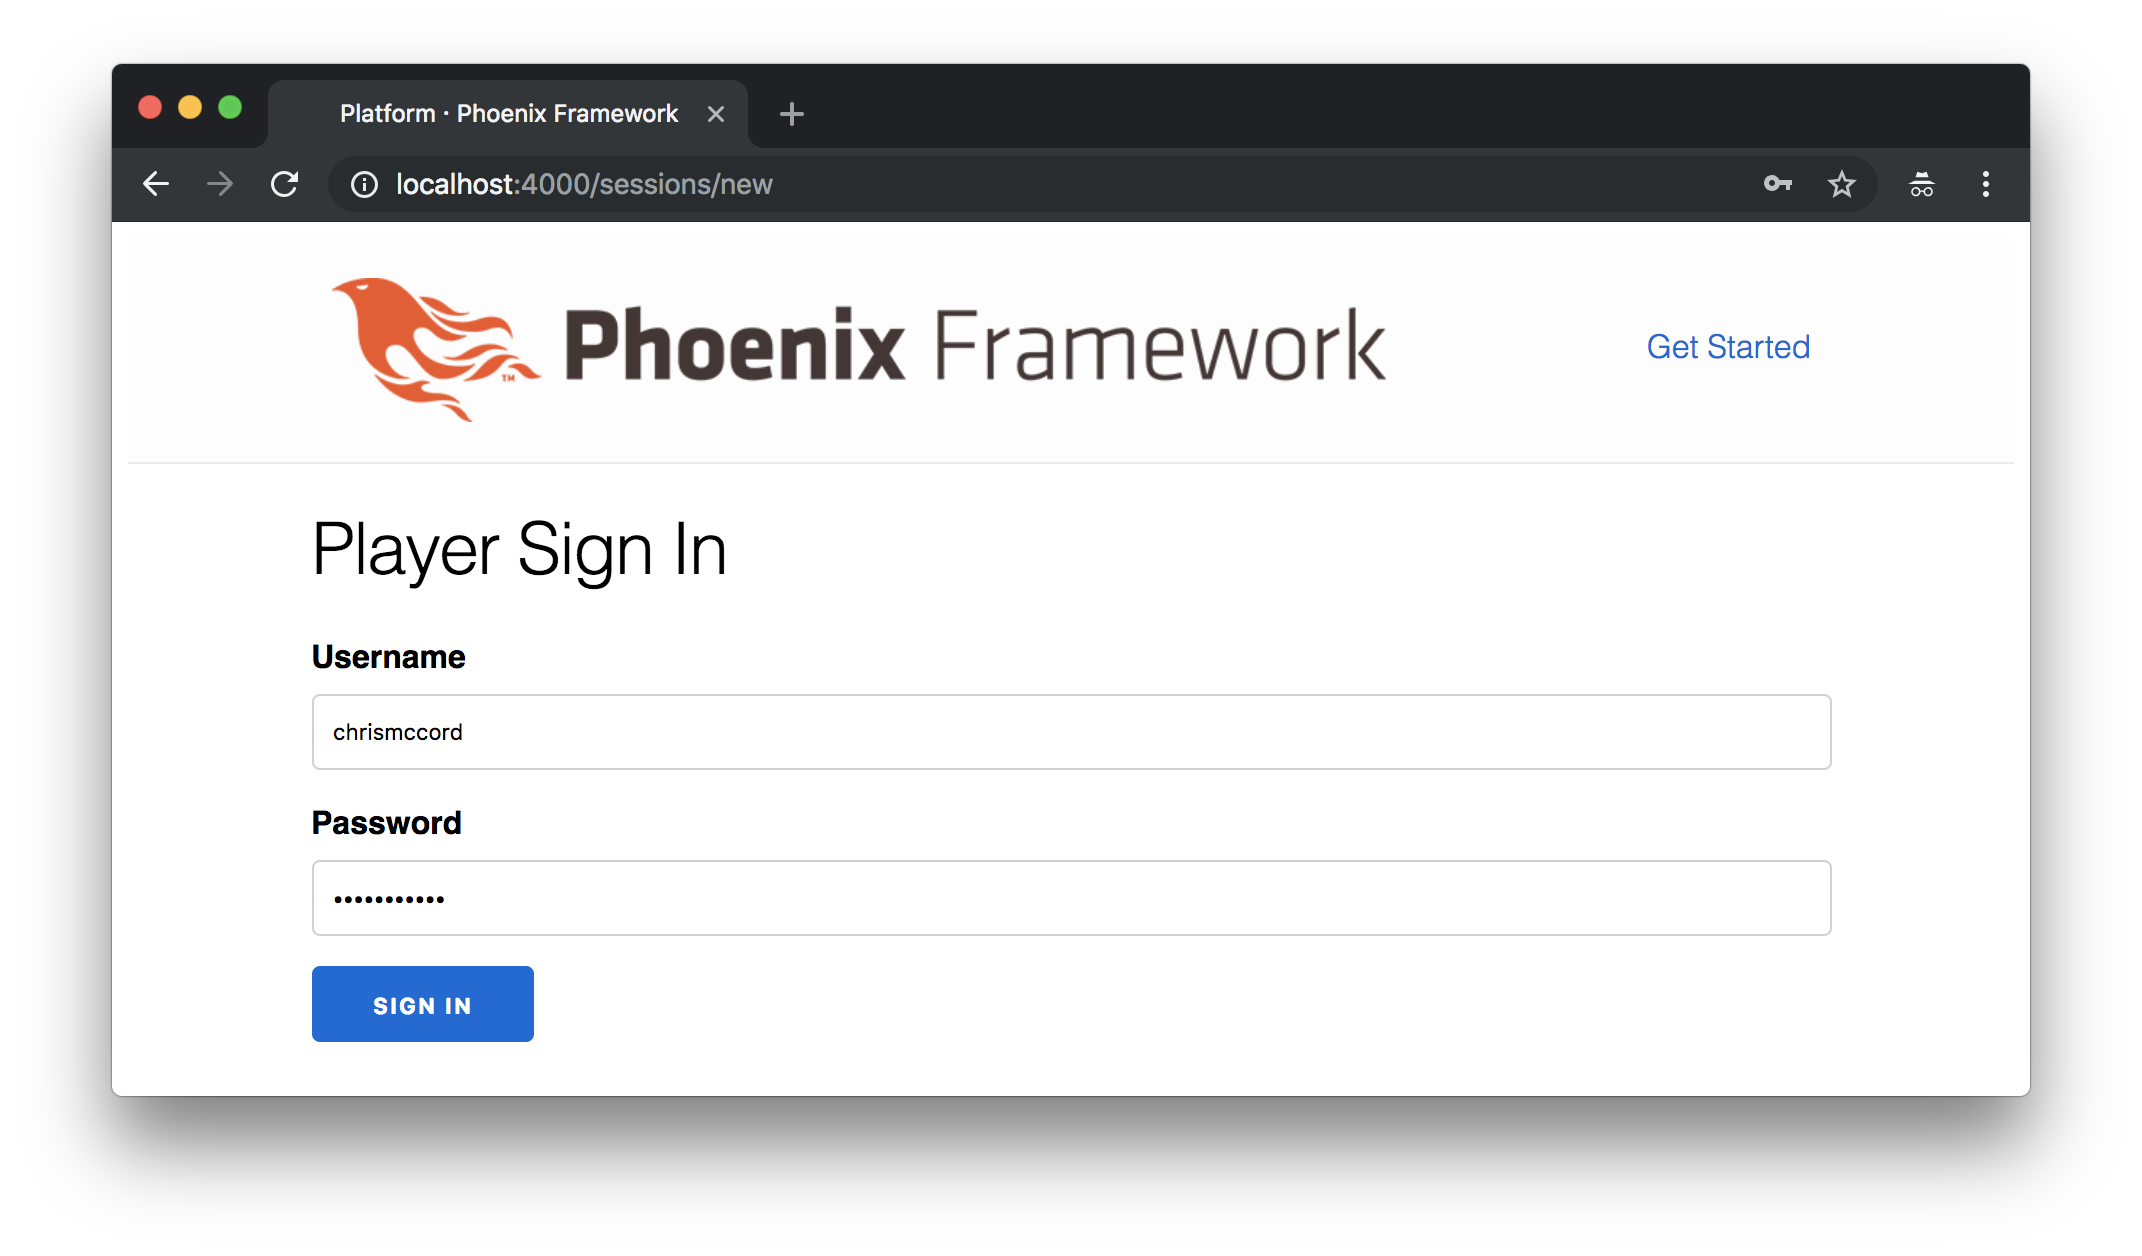 Platform · Phoenix Framework
localhost:4000/sessions/new
Phoenix Framework
TM
Get Started
Player Sign In
Username
chrismccord
Password
•••••••••••
SIGN IN